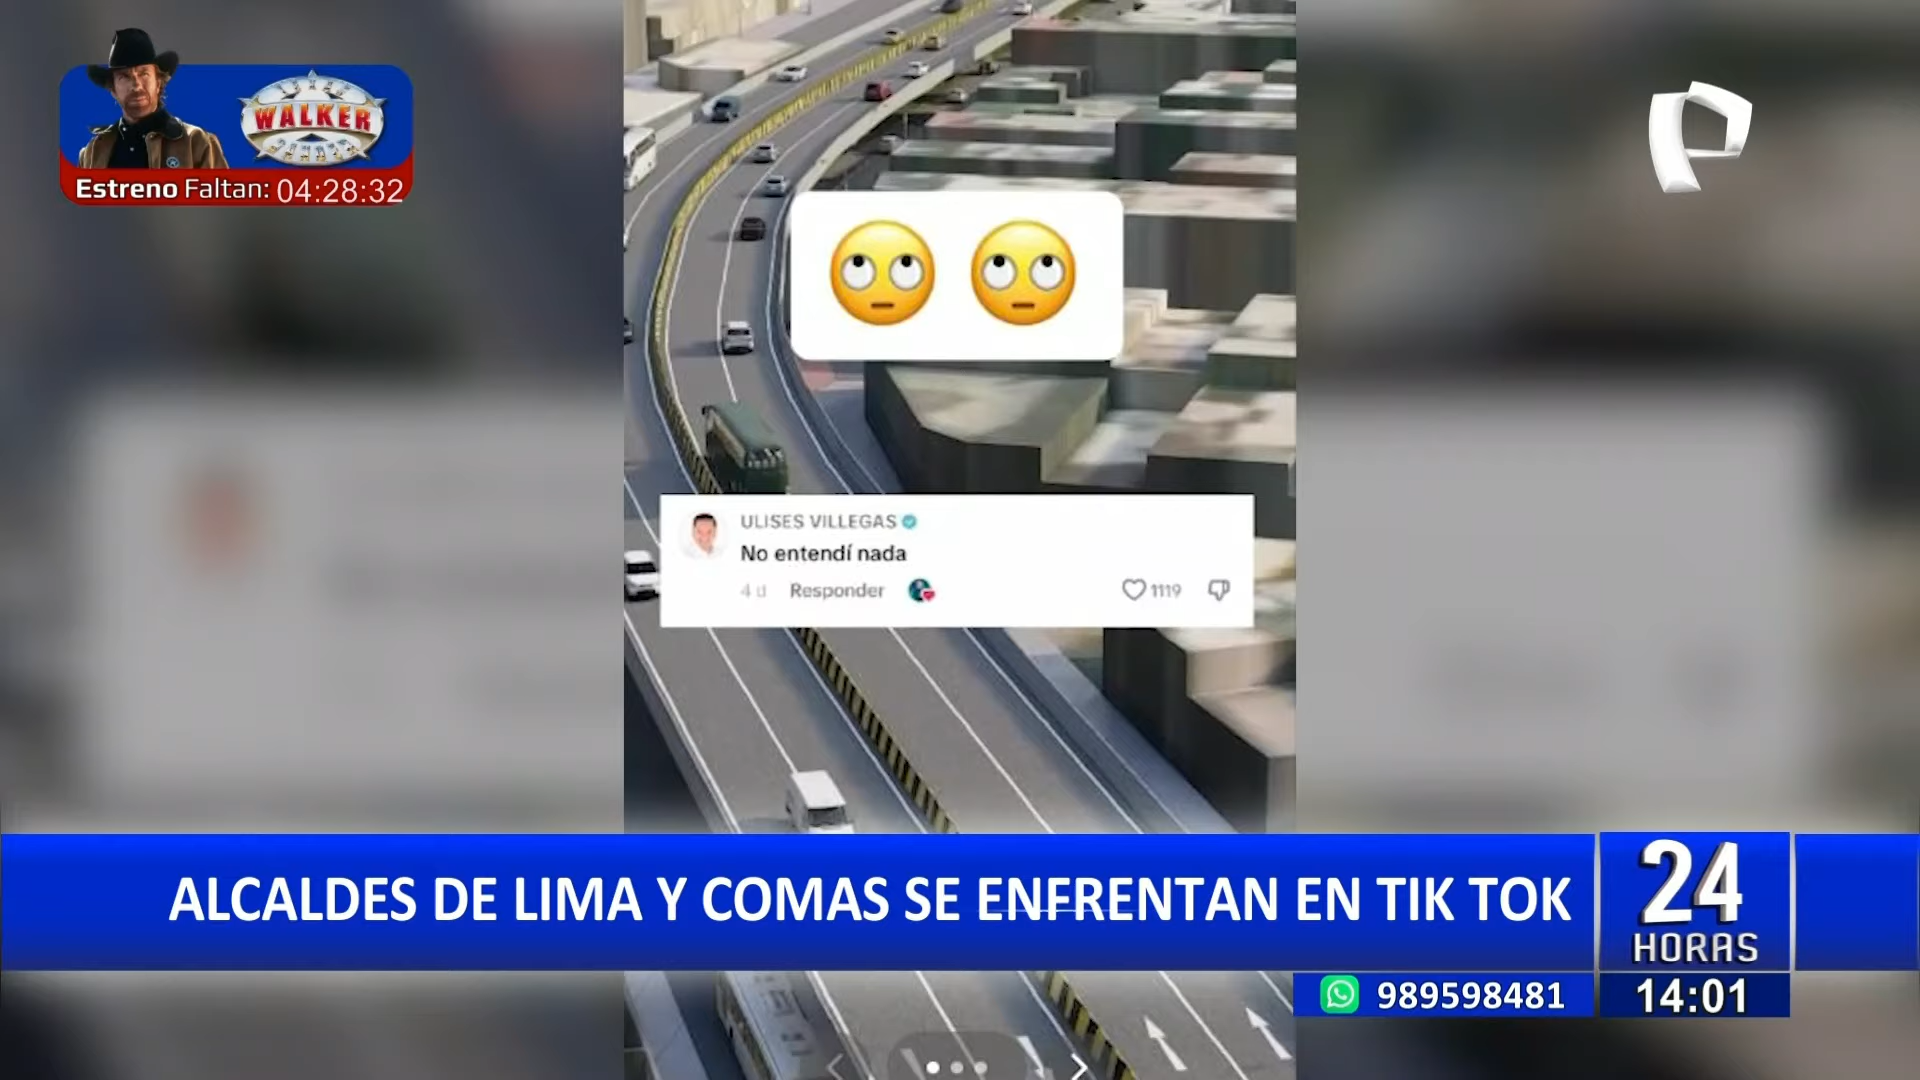 WALKER
Estreno Faltan: 04:28:32
ULISES VILLEGAS
No entendí nada
4 d Responder 1119
ALCALDES DE LIMA Y COMAS SE ENFRENTAN EN TIK TOK
24
HORAS
989598481
14:01